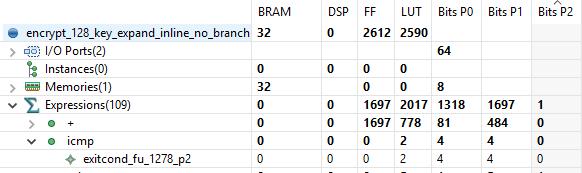 BRAM DSP FF LUT Bits P0 Bits P1 Bits P2
encrypt_128_key_expand_inline_no_branch 32 0 2612 2590
I/O Ports(2) 64
Instances(0) 0 0 0 0
Memories(1) 32 0 0 8
Expressions(109) 0 0 1697 2017 1318 1697 1
+ 0 0 1697 778 81 484 0
icmp 0 0 0 2 4 4 0
exitcond_fu_1278_p2 0 0 0 2 4 4 0